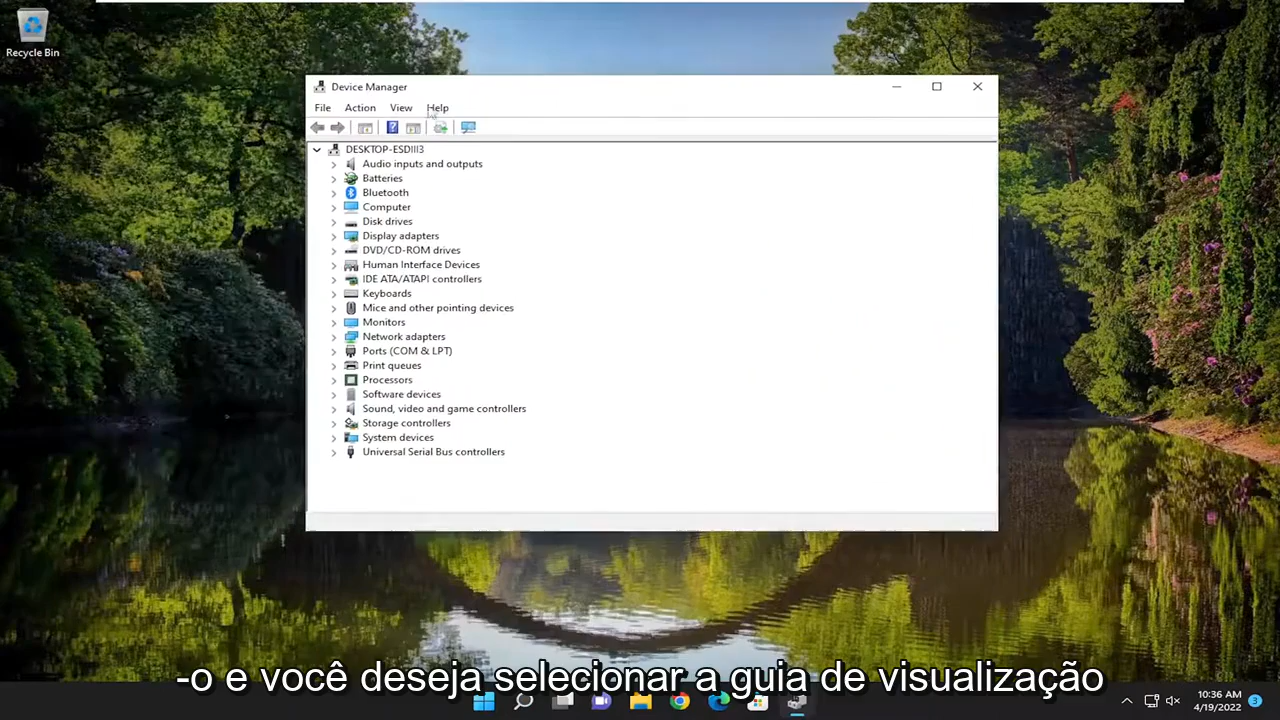 Recycle Bin
Device Manager
File Action View Help
DESKTOP-ESDIII3
Audio inputs and outputs
Batteries
Bluetooth
Computer
Disk drives
Display adapters
DVD/CD-ROM drives
Human Interface Devices
IDE ATA/ATAPI controllers
Keyboards
Mice and other pointing devices
Monitors
Network adapters
Ports (COM & LPT)
Print queues
Processors
Software devices
Sound, video and game controllers
Storage controllers
System devices
Universal Serial Bus controllers
-o e você deseja selecionar a guia de visualização
10:36 AM
4/19/2022
3